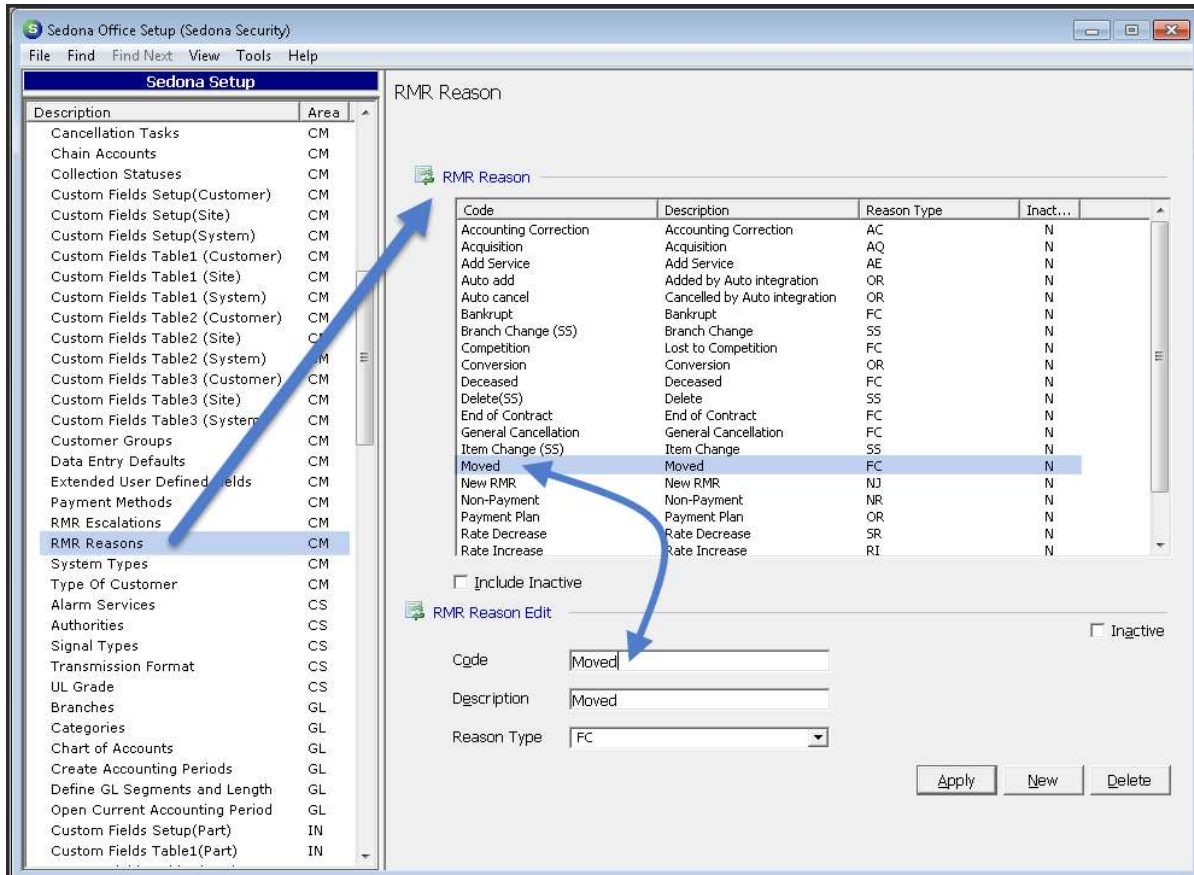 Sedona Office Setup (Sedona Security)
File Find Find Next View Tools Help
Sedona Setup
Description Area
Cancellation Tasks CM
Chain Accounts CM
Collection Statuses CM
Custom Fields Setup(Customer) CM
Custom Fields Setup(Site) CM
Custom Fields Setup(System) CM
Custom Fields Table1 (Customer) CM
Custom Fields Table1 (Site) CM
Custom Fields Table1 (System) CM
Custom Fields Table2 (Customer) CM
Custom Fields Table2 (Site) CM
Custom Fields Table2 (System) CM
Custom Fields Table3 (Customer) CM
Custom Fields Table3 (Site) CM
Custom Fields Table3 (System) CM
Customer Groups CM
Data Entry Defaults CM
Extended User Defined Fields CM
Payment Methods CM
RMR Escalations CM
RMR Reasons CM
System Types CM
Type Of Customer CM
Alarm Services CS
Authorities CS
Signal Types CS
Transmission Format CS
UL Grade CS
Branches GL
Categories GL
Chart of Accounts GL
Create Accounting Periods GL
Define GL Segments and Length GL
Open Current Accounting Period GL
Custom Fields Setup(Part) IN
Custom Fields Table1(Part) IN
RMR Reason
RMR Reason
Code Description Reason Type Inact...
Accounting Correction Accounting Correction AC N
Acquisition Acquisition AQ N
Add Service Add Service AE N
Auto add Added by Auto integration OR N
Auto cancel Cancelled by Auto integration OR N
Bankrupt Bankrupt FC N
Branch Change (SS) Branch Change SS N
Competition Lost to Competition FC N
Conversion Conversion OR N
Deceased Deceased FC N
Delete(SS) Delete SS N
End of Contract End of Contract FC N
General Cancellation General Cancellation FC N
Item Change (SS) Item Change SS N
Moved Moved FC N
New RMR New RMR NJ N
Non-Payment Non-Payment NR N
Payment Plan Payment Plan OR N
Rate Decrease Rate Decrease SR N
Rate Increase Rate Increase RI N
Include Inactive
RMR Reason Edit
Inactive
Code Moved
Description Moved
Reason Type FC
Apply New Delete